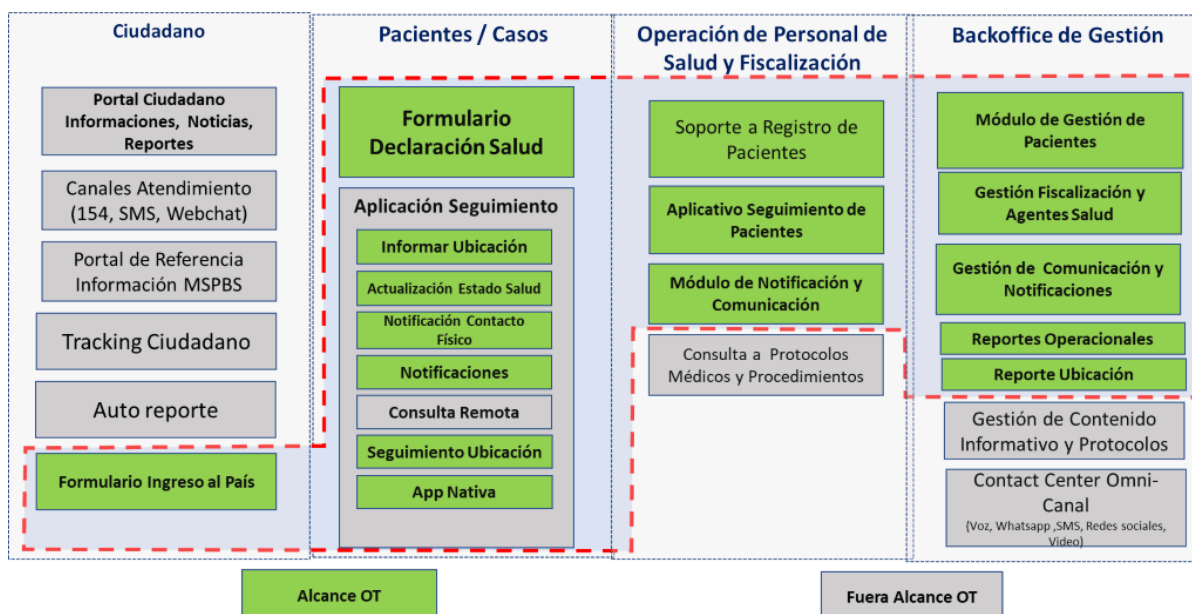 Ciudadano
Portal Ciudadano
Informaciones, Noticias,
Reportes
Canales Atendimiento
(154, SMS, Webchat)
Portal de Referencia
Información MSPBS
Tracking Ciudadano
Auto reporte
Formulario Ingreso al País
Pacientes / Casos
Formulario
Declaración Salud
Aplicación Seguimiento
Informar Ubicación
Actualización Estado Salud
Notificación Contacto
Físico
Notificaciones
Consulta Remota
Seguimiento Ubicación
App Nativa
Operación de Personal de
Salud y Fiscalización
Soporte a Registro de
Pacientes
Aplicativo Seguimiento de
Pacientes
Módulo de Notificación y
Comunicación
Consulta a Protocolos
Médicos y Procedimientos
Backoffice de Gestión
Módulo de Gestión de
Pacientes
Gestión Fiscalización y
Agentes Salud
Gestión de Comunicación y
Notificaciones
Reportes Operacionales
Reporte Ubicación
Gestión de Contenido
Informativo y Protocolos
Contact Center Omni-
Canal
(Voz, Whatsapp ,SMS, Redes sociales,
Video)
Alcance OT
Fuera Alcance OT